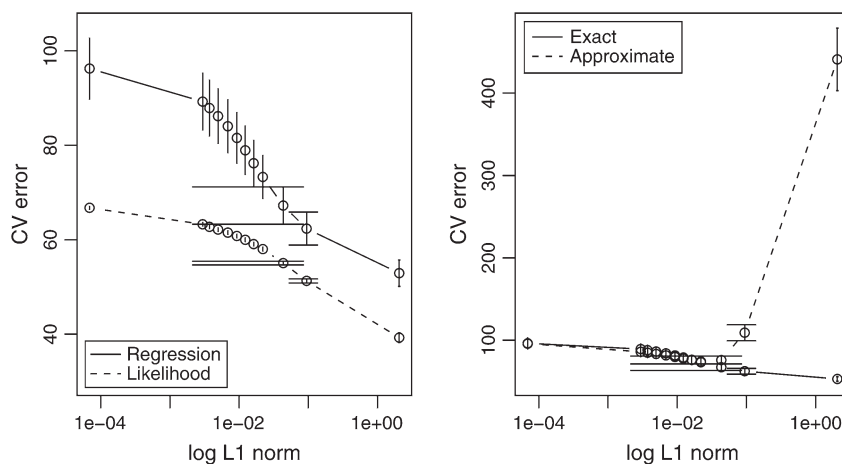 CV error
100
80
60
40
Regression
Likelihood
1e-04
1e-02
1e+00
log L1 norm
CV error
400
300
200
100
Exact
Approximate
1e-04
1e-02
1e+00
log L1 norm